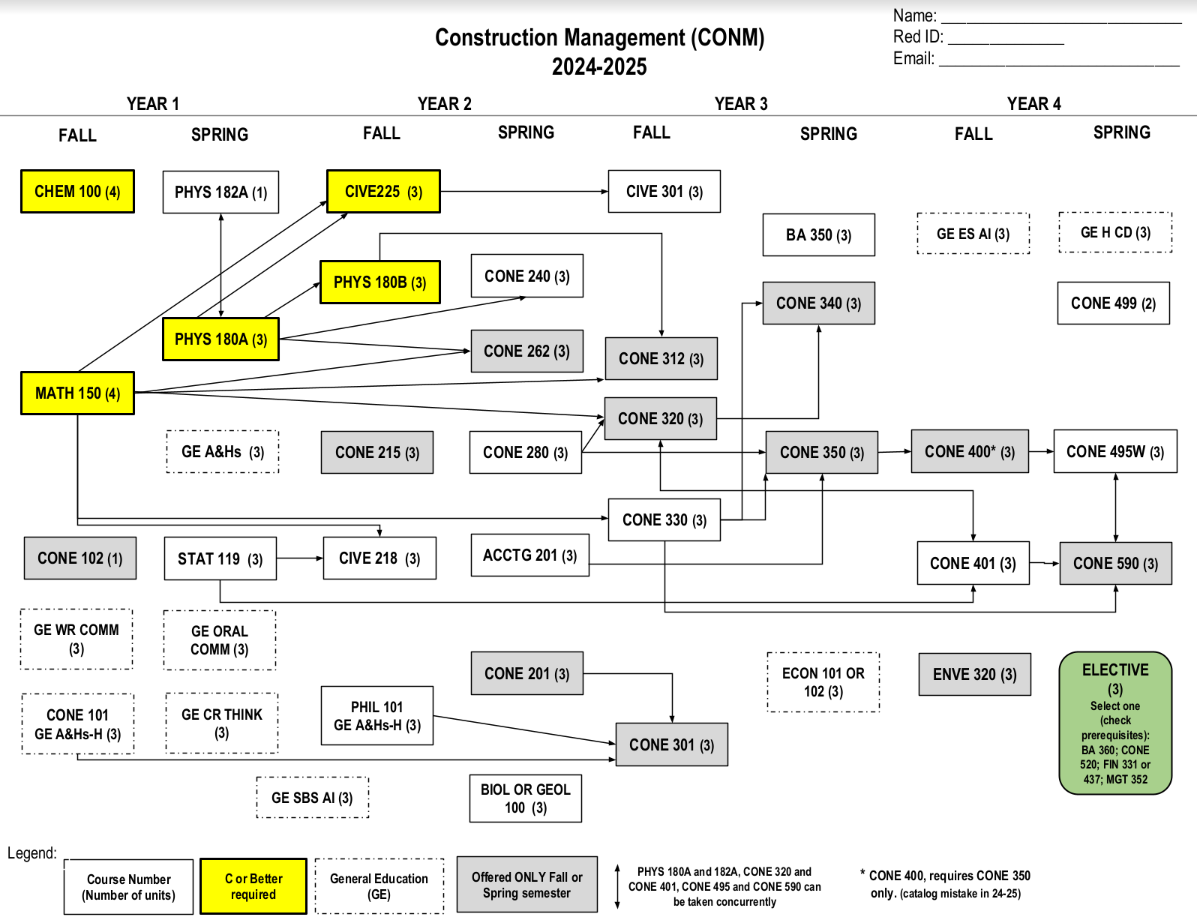 Construction Management (CONM)
2024-2025
Name: ___________________________
Red ID: _____________
Email: ___________________________
YEAR 1
YEAR 2
YEAR 3
YEAR 4
FALL
SPRING
FALL
SPRING
FALL
SPRING
FALL
SPRING
CHEM 100 (4)
PHYS 182A (1)
CIVE225 (3)
CIVE 301 (3)
BA 350 (3)
GE ES AI (3)
GE H CD (3)
PHYS 180B (3)
CONE 240 (3)
CONE 340 (3)
CONE 499 (2)
PHYS 180A (3)
CONE 262 (3)
CONE 312 (3)
MATH 150 (4)
CONE 320 (3)
GE A&Hs (3)
CONE 215 (3)
CONE 280 (3)
CONE 350 (3)
CONE 400* (3)
CONE 495W (3)
CONE 330 (3)
CONE 102 (1)
STAT 119 (3)
CIVE 218 (3)
ACCTG 201 (3)
CONE 401 (3)
CONE 590 (3)
GE WR COMM
(3)
GE ORAL
COMM (3)
CONE 201 (3)
ECON 101 OR
102 (3)
ENVE 320 (3)
ELECTIVE
(3)
Select one
(check
prerequisites):
BA 360; CONE
520; FIN 331 or
437; MGT 352
CONE 101
GE A&Hs-H (3)
GE CR THINK
(3)
PHIL 101
GE A&Hs-H (3)
CONE 301 (3)
GE SBS AI (3)
BIOL OR GEOL
100 (3)
Legend:
Course Number
(Number of units)
C or Better
required
General Education
(GE)
Offered ONLY Fall or
Spring semester
PHYS 180A and 182A, CONE 320 and
CONE 401, CONE 495 and CONE 590 can
be taken concurrently
* CONE 400, requires CONE 350
only. (catalog mistake in 24-25)